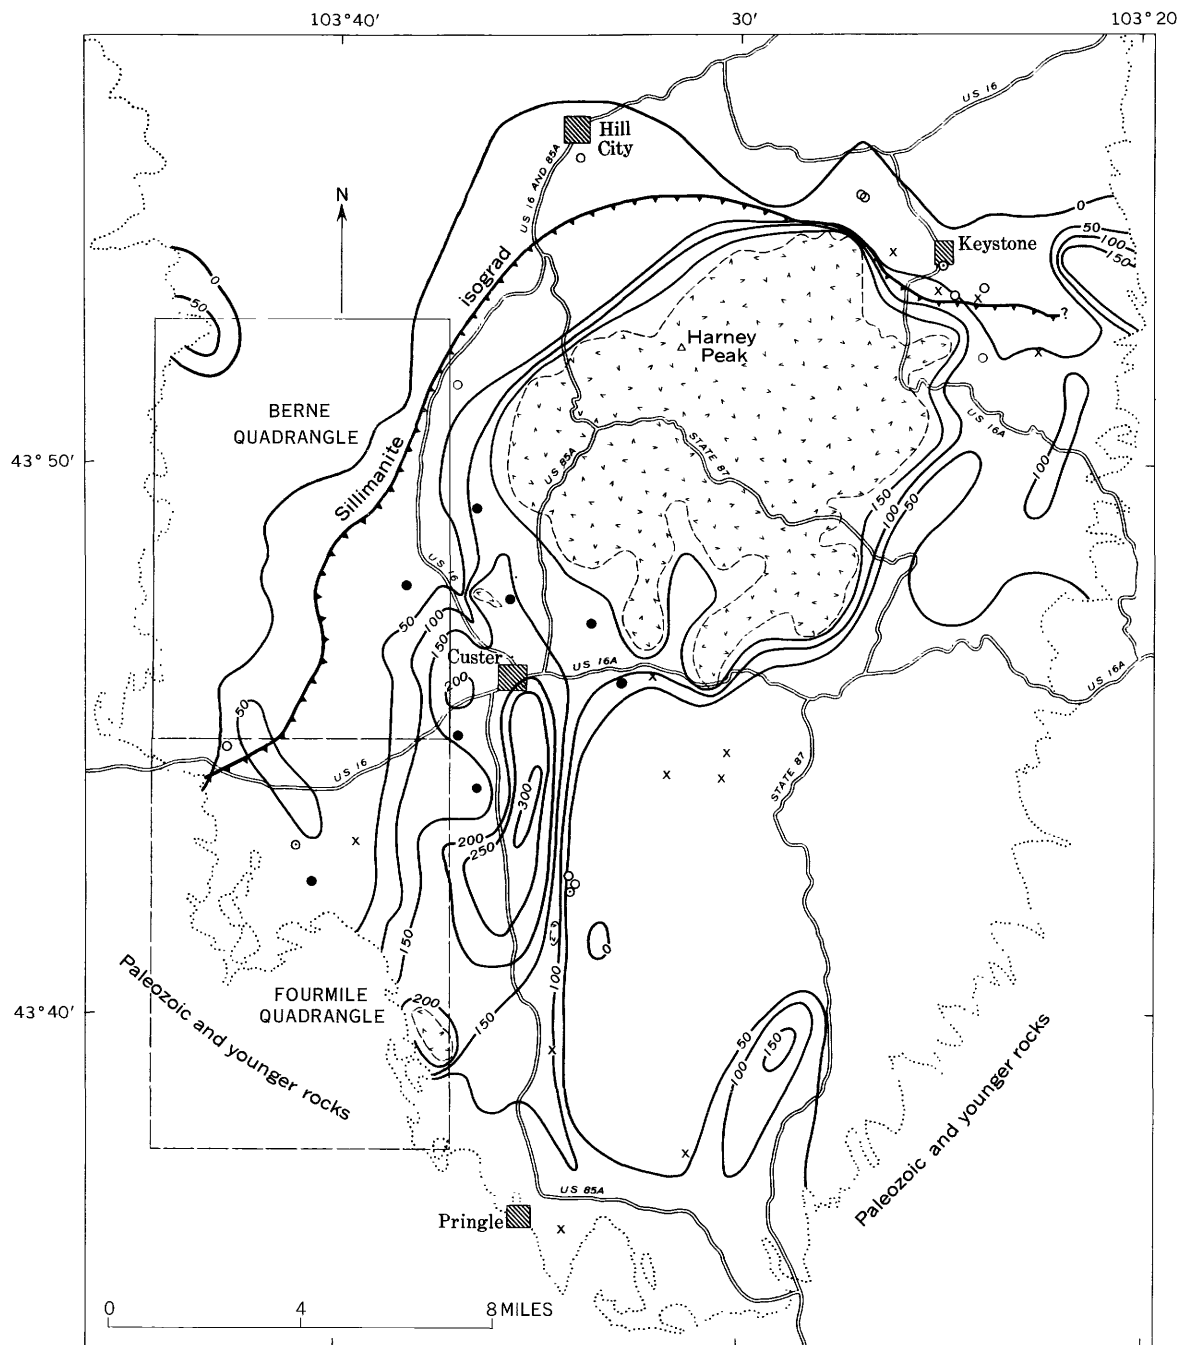 103°40′
30′
103°20
US 16
Hill
City
US 16 AND 85A
N
0
50
100
150
Keystone
isograd
0
50
?
Harney
Peak
BERNE
QUADRANGLE
US 16A
STATE 87
US 85A
43°50′
Sillimanite
100
150
100
50
US 16
50
100
150
Custer
US 16A
200
US 16A
50
US 16
STATE 87
300
200
250
150
0
Paleozoic and younger rocks
100
FOURMILE
QUADRANGLE
200
43°40′
150
50
150
100
Paleozoic and younger rocks
US 85A
Pringle
0
4
8 MILES